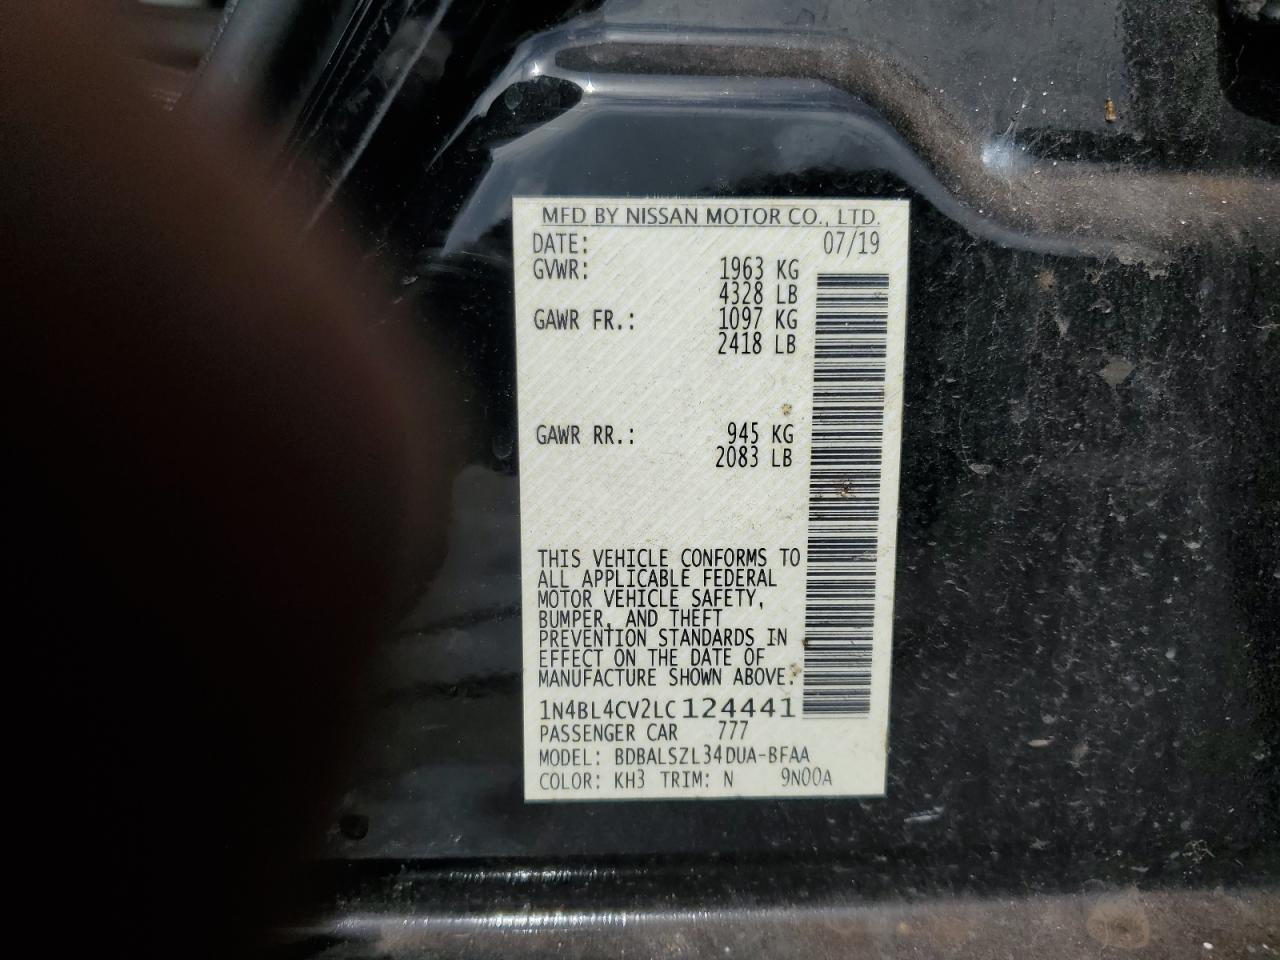 MFD BY NISSAN MOTOR CO., LTD.
DATE: 07/19
GVWR: 1963 KG
4328 LB
GAWR FR.: 1097 KG
2418 LB
GAWR RR.: 945 KG
2083 LB
THIS VEHICLE CONFORMS TO
ALL APPLICABLE FEDERAL
MOTOR VEHICLE SAFETY,
BUMPER, AND THEFT
PREVENTION STANDARDS IN
EFFECT ON THE DATE OF
MANUFACTURE SHOWN ABOVE.
1N4BL4CV2LC124441
PASSENGER CAR 777
MODEL: BDBALSZL34DUA-BFAA
COLOR: KH3 TRIM: N 9N00A